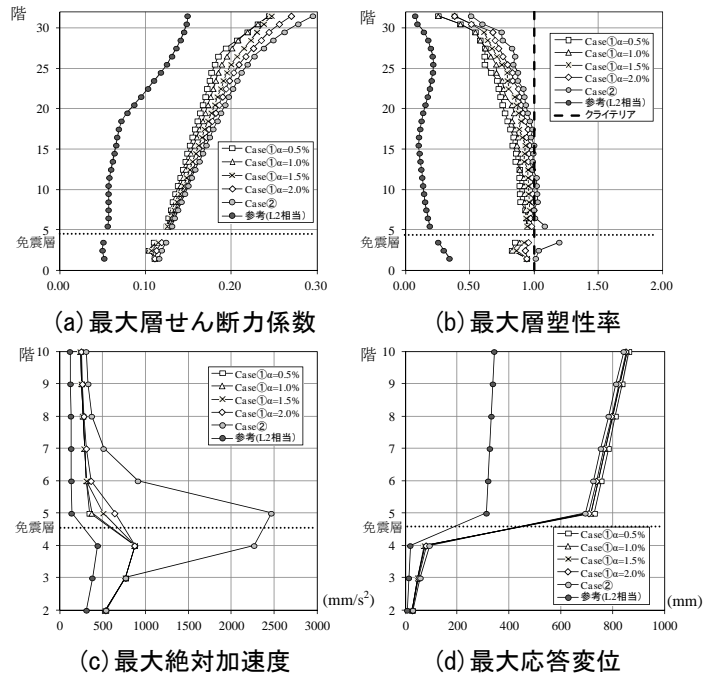 階
35
30
25
20
15
10
5
免震層
0
0.00 0.10 0.20 0.30
Case①α=0.5%
Case①α=1.0%
Case①α=1.5%
Case①α=2.0%
Case②
参考(L2相当)
(a)最大層せん断力係数
階
35
30
25
20
15
10
5
免震層
0
0.00 0.50 1.00 1.50 2.00
Case①α=0.5%
Case①α=1.0%
Case①α=1.5%
Case①α=2.0%
Case②
参考(L2相当)
クライテリア
(b)最大層塑性率
階
10
9
8
7
6
5
免震層
4
3
2
0 500 1000 1500 2000 2500 3000
(mm/s²)
Case①α=0.5%
Case①α=1.0%
Case①α=1.5%
Case①α=2.0%
Case②
参考(L2相当)
(c)最大絶対加速度
階
10
9
8
7
6
5
免震層
4
3
2
0 200 400 600 800 1000
(mm)
Case①α=0.5%
Case①α=1.0%
Case①α=1.5%
Case①α=2.0%
Case②
参考(L2相当)
(d)最大応答変位